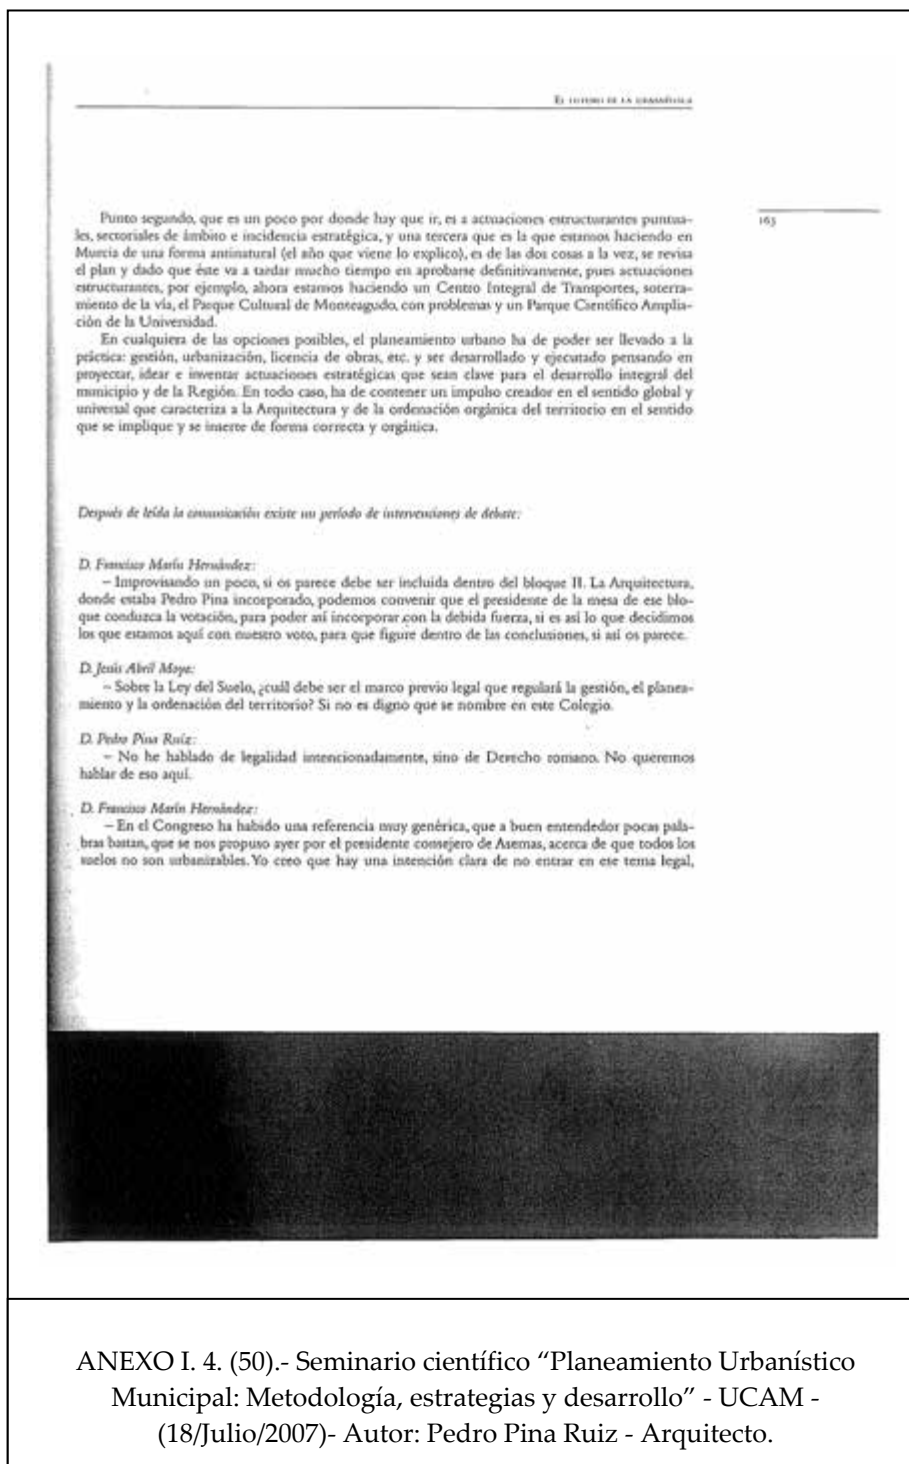 EL FUTURO DE LA URBANÍSTICA
163
Punto segundo, que es un poco por donde hay que ir, es a actuaciones estructurantes puntua-
les, sectoriales de ámbito e incidencia estratégica, y una tercera que es la que estamos haciendo en
Murcia de una forma antinatural (el año que viene lo explico), es de las dos cosas a la vez, se revisa
el plan y dado que éste va a tardar mucho tiempo en aprobarse definitivamente, pues actuaciones
estructurantes, por ejemplo, ahora estamos haciendo un Centro Integral de Transportes, soterra-
miento de la vía, el Parque Cultural de Monteagudo, con problemas y un Parque Científico Amplia-
ción de la Universidad.
En cualquiera de las opciones posibles, el planeamiento urbano ha de poder ser llevado a la
práctica: gestión, urbanización, licencia de obras, etc. y ser desarrollado y ejecutado pensando en
proyectar, idear e inventar actuaciones estratégicas que sean clave para el desarrollo integral del
municipio y de la Región. En todo caso, ha de contener un impulso creador en el sentido global y
universal que caracteriza a la Arquitectura y de la ordenación orgánica del territorio en el sentido
que se implique y se inserte de forma correcta y orgánica.
Después de leída la comunicación existe un período de intervenciones de debate:
D. Francisco Marín Hernández:
– Improvisando un poco, si os parece debe ser incluida dentro del bloque II. La Arquitectura,
donde estaba Pedro Pina incorporado, podemos convenir que el presidente de la mesa de ese blo-
que conduzca la votación, para poder así incorporar con la debida fuerza, si es así lo que decidimos
los que estamos aquí con nuestro voto, para que figure dentro de las conclusiones, si así os parece.
D. Jesús Abril Moya:
– Sobre la Ley del Suelo, ¿cuál debe ser el marco previo legal que regulará la gestión, el planea-
miento y la ordenación del territorio? Si no es digno que se nombre en este Colegio.
D. Pedro Pina Ruiz:
– No he hablado de legalidad intencionadamente, sino de Derecho romano. No queremos
hablar de eso aquí.
D. Francisco Marín Hernández:
– En el Congreso ha habido una referencia muy genérica, que a buen entendedor pocas pala-
bras bastan, que se nos propuso ayer por el presidente consejero de Asemas, acerca de que todos los
suelos no son urbanizables. Yo creo que hay una intención clara de no entrar en ese tema legal,
ANEXO I. 4. (50).- Seminario científico “Planeamiento Urbanístico
Municipal: Metodología, estrategias y desarrollo” - UCAM -
(18/Julio/2007)- Autor: Pedro Pina Ruiz - Arquitecto.